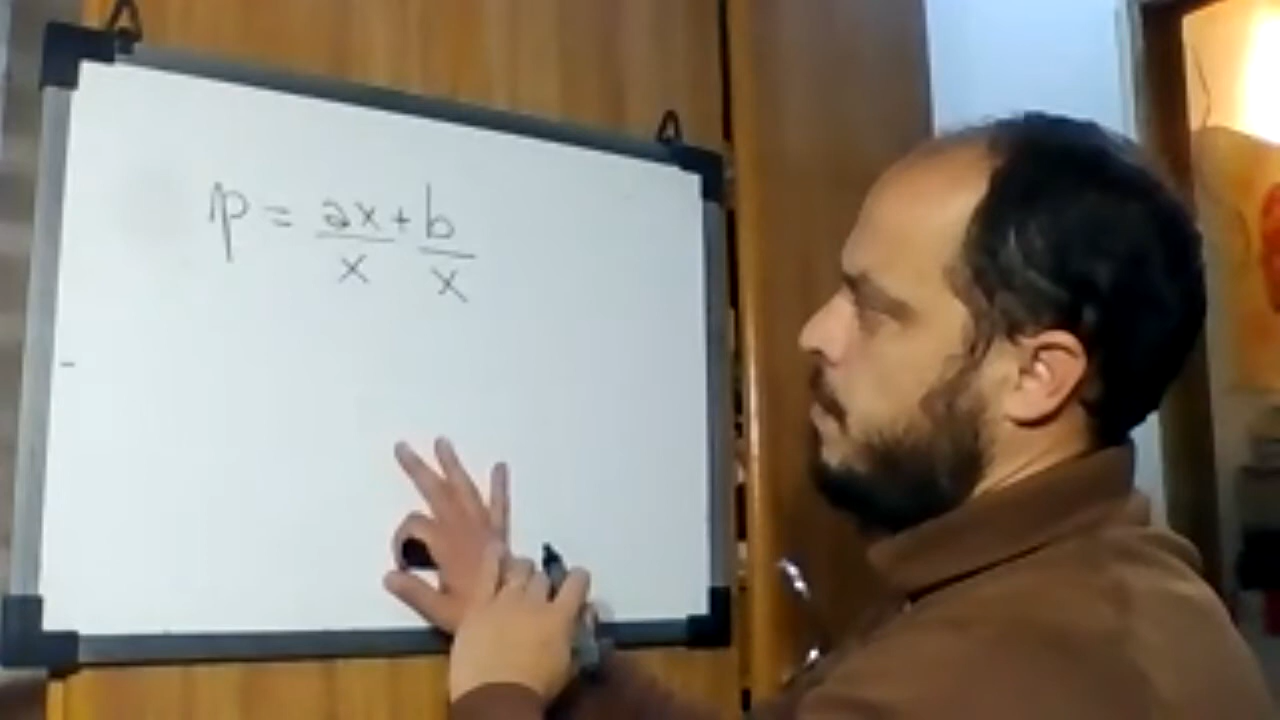 p = ax/x + b/x